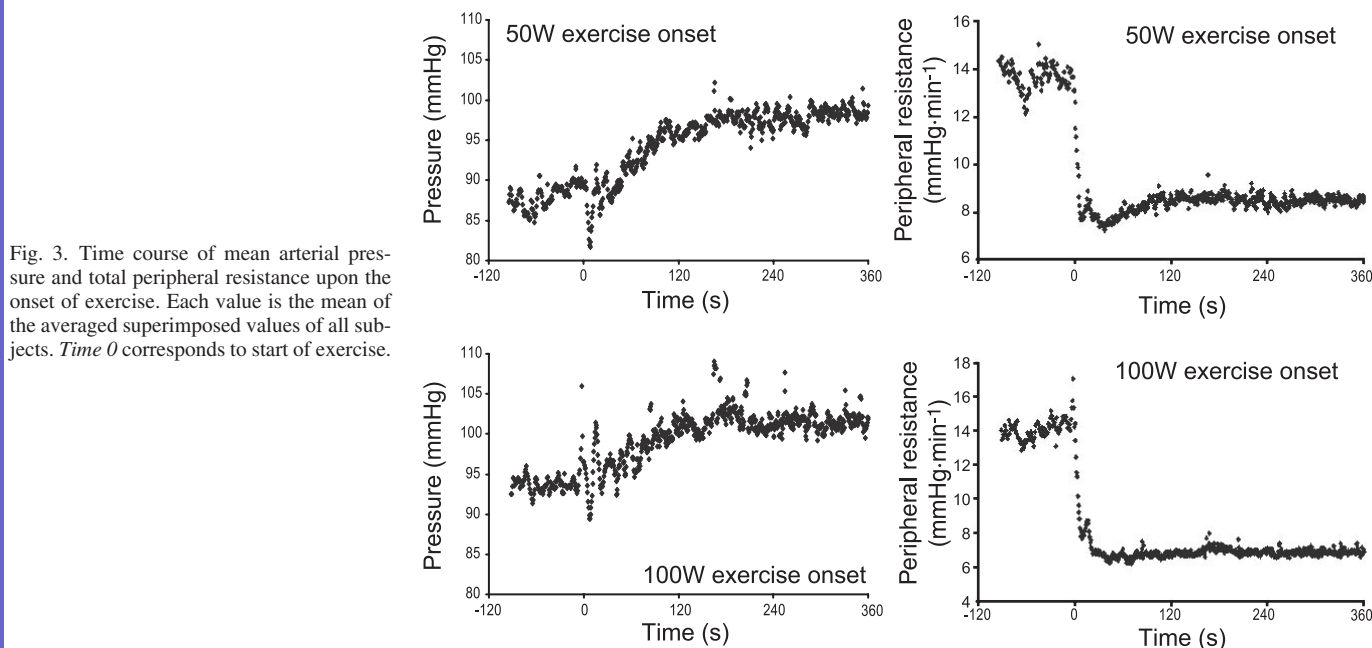 Fig. 3. Time course of mean arterial pres-
sure and total peripheral resistance upon the
onset of exercise. Each value is the mean of
the averaged superimposed values of all sub-
jects. Time 0 corresponds to start of exercise.
50W exercise onset
Pressure (mmHg)
110
105
100
95
90
85
80
-120
0
120
240
360
Time (s)
50W exercise onset
Peripheral resistance
(mmHg·min-1)
16
14
12
10
8
6
-120
0
120
240
360
Time (s)
100W exercise onset
Pressure (mmHg)
110
105
100
95
90
85
80
-120
0
120
240
360
Time (s)
100W exercise onset
Peripheral resistance
(mmHg·min-1)
18
16
14
12
10
8
6
4
-120
0
120
240
360
Time (s)